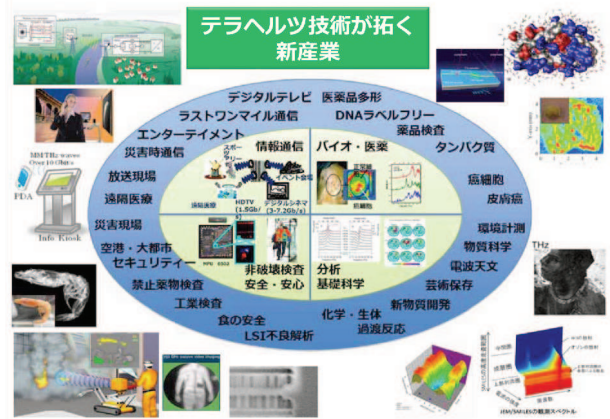 テラヘルツ技術が拓く
新産業
デジタルテレビ
医薬品多形
ラストワンマイル通信
DNAラベルフリー
エンターテイメント
薬品検査
災害時通信
情報通信
バイオ・医薬
タンパク質
放送現場
遠隔医療
HDTV
デジタルシネマ
(1.5Gb/
(3-7.2Gb/s)
イベント会場
癌細胞
皮膚癌
PDA
Info Kiosk
災害現場
空港・大都市
セキュリティー
非破壊検査
安全・安心
分析
基礎科学
環境計測
物質科学
電波天文
芸術保存
新物質開発
禁止薬物検査
工業検査
食の安全
LSI不良解析
化学・生体
過渡反応
THz